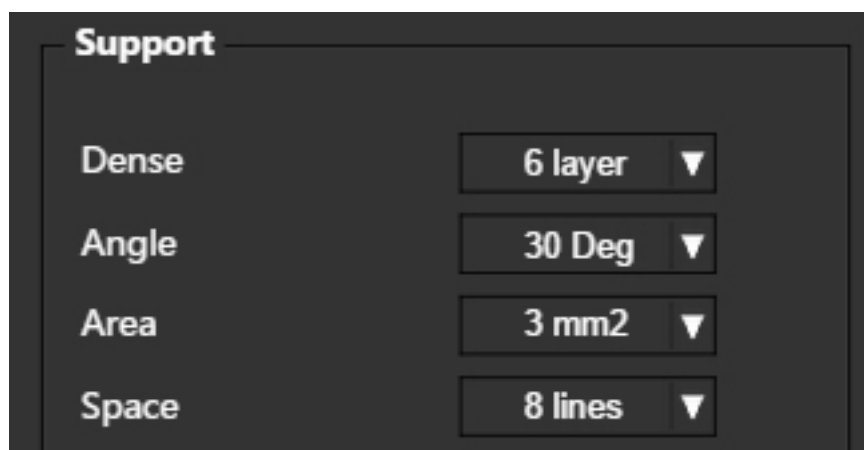 Support
Dense 6 layer
Angle 30 Deg
Area 3 mm2
Space 8 lines